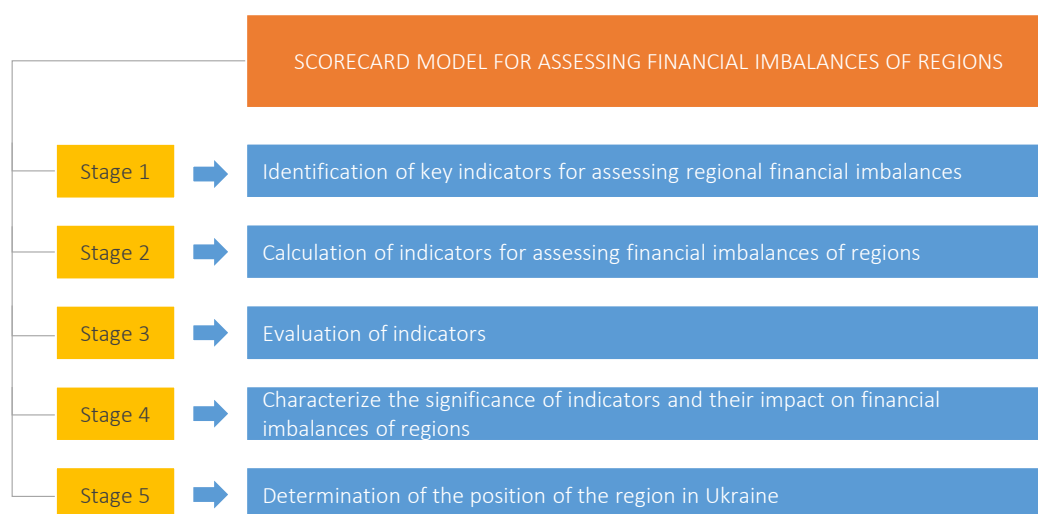 SCORECARD MODEL FOR ASSESSING FINANCIAL IMBALANCES OF REGIONS
Stage 1
Identification of key indicators for assessing regional financial imbalances
Stage 2
Calculation of indicators for assessing financial imbalances of regions
Stage 3
Evaluation of indicators
Stage 4
Characterize the significance of indicators and their impact on financial
imbalances of regions
Stage 5
Determination of the position of the region in Ukraine